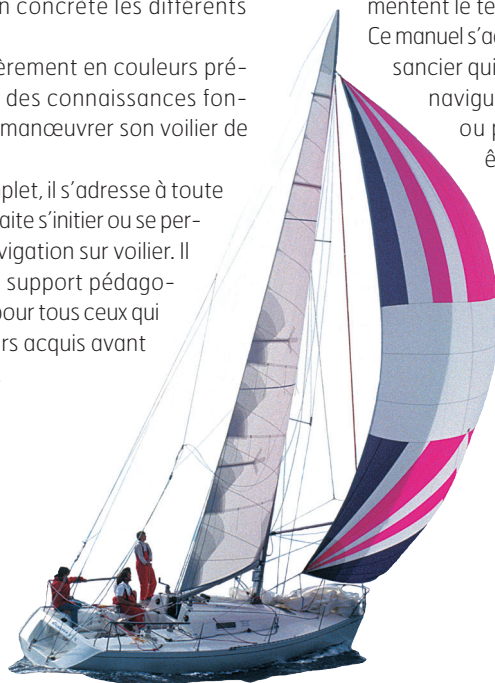 n concrète les différents
èrement en couleurs pré-
des connaissances fon-
manœuvrer son voilier de
plet, il s'adresse à toute
aite s'initier ou se per-
vigation sur voilier. Il
support pédago-
pour tous ceux qui
rs acquis avant
mentent le te
Ce manuel s'a
sancier qui
navigu
ou p
ê